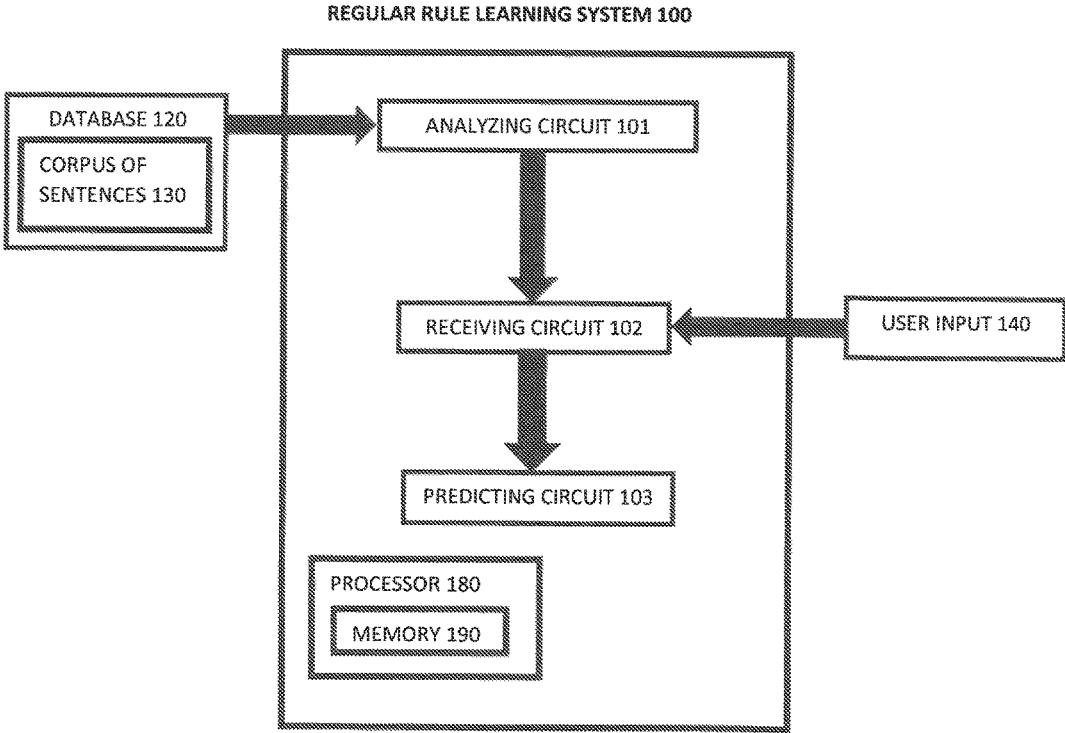 REGULAR RULE LEARNING SYSTEM 100
DATABASE 120
CORPUS OF
SENTENCES 130
ANALYZING CIRCUIT 101
RECEIVING CIRCUIT 102
USER INPUT 140
PREDICTING CIRCUIT 103
PROCESSOR 180
MEMORY 190